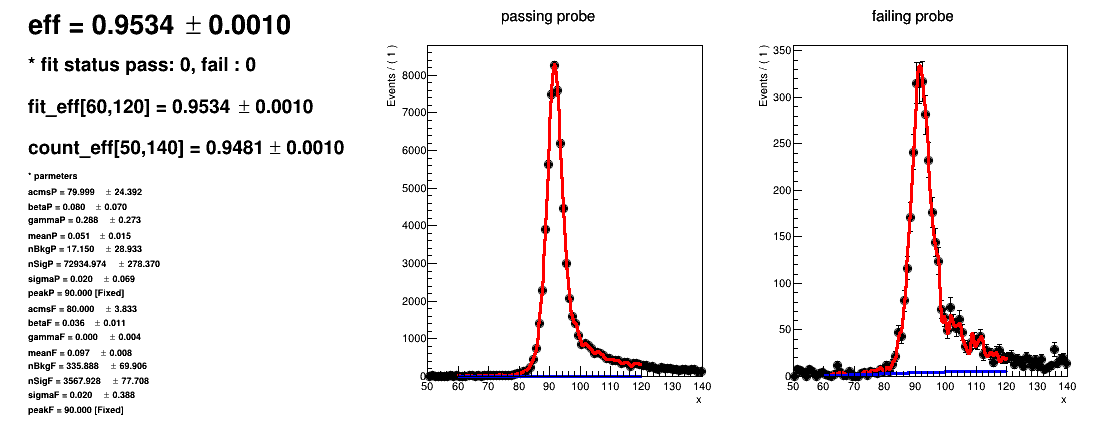 eff = 0.9534 ± 0.0010
* fit status pass: 0, fail : 0
fit_eff[60,120] = 0.9534 ± 0.0010
count_eff[50,140] = 0.9481 ± 0.0010
* parmeters
acmsP = 79.999 ± 24.392
betaP = 0.080 ± 0.070
gammaP = 0.288 ± 0.273
meanP = 0.051 ± 0.015
nBkgP = 17.150 ± 28.933
nSigP = 72934.974 ± 278.370
sigmaP = 0.020 ± 0.069
peakP = 90.000 [Fixed]
acmsF = 80.000 ± 3.833
betaF = 0.036 ± 0.011
gammaF = 0.000 ± 0.004
meanF = 0.097 ± 0.008
nBkgF = 335.888 ± 69.906
nSigF = 3567.928 ± 77.708
sigmaF = 0.020 ± 0.388
peakF = 90.000 [Fixed]
passing probe
Events / ( 1 )
8000
7000
6000
5000
4000
3000
2000
1000
0
50 60 70 80 90 100 110 120 130 140
x
failing probe
Events / ( 1 )
350
300
250
200
150
100
50
0
50 60 70 80 90 100 110 120 130 140
x